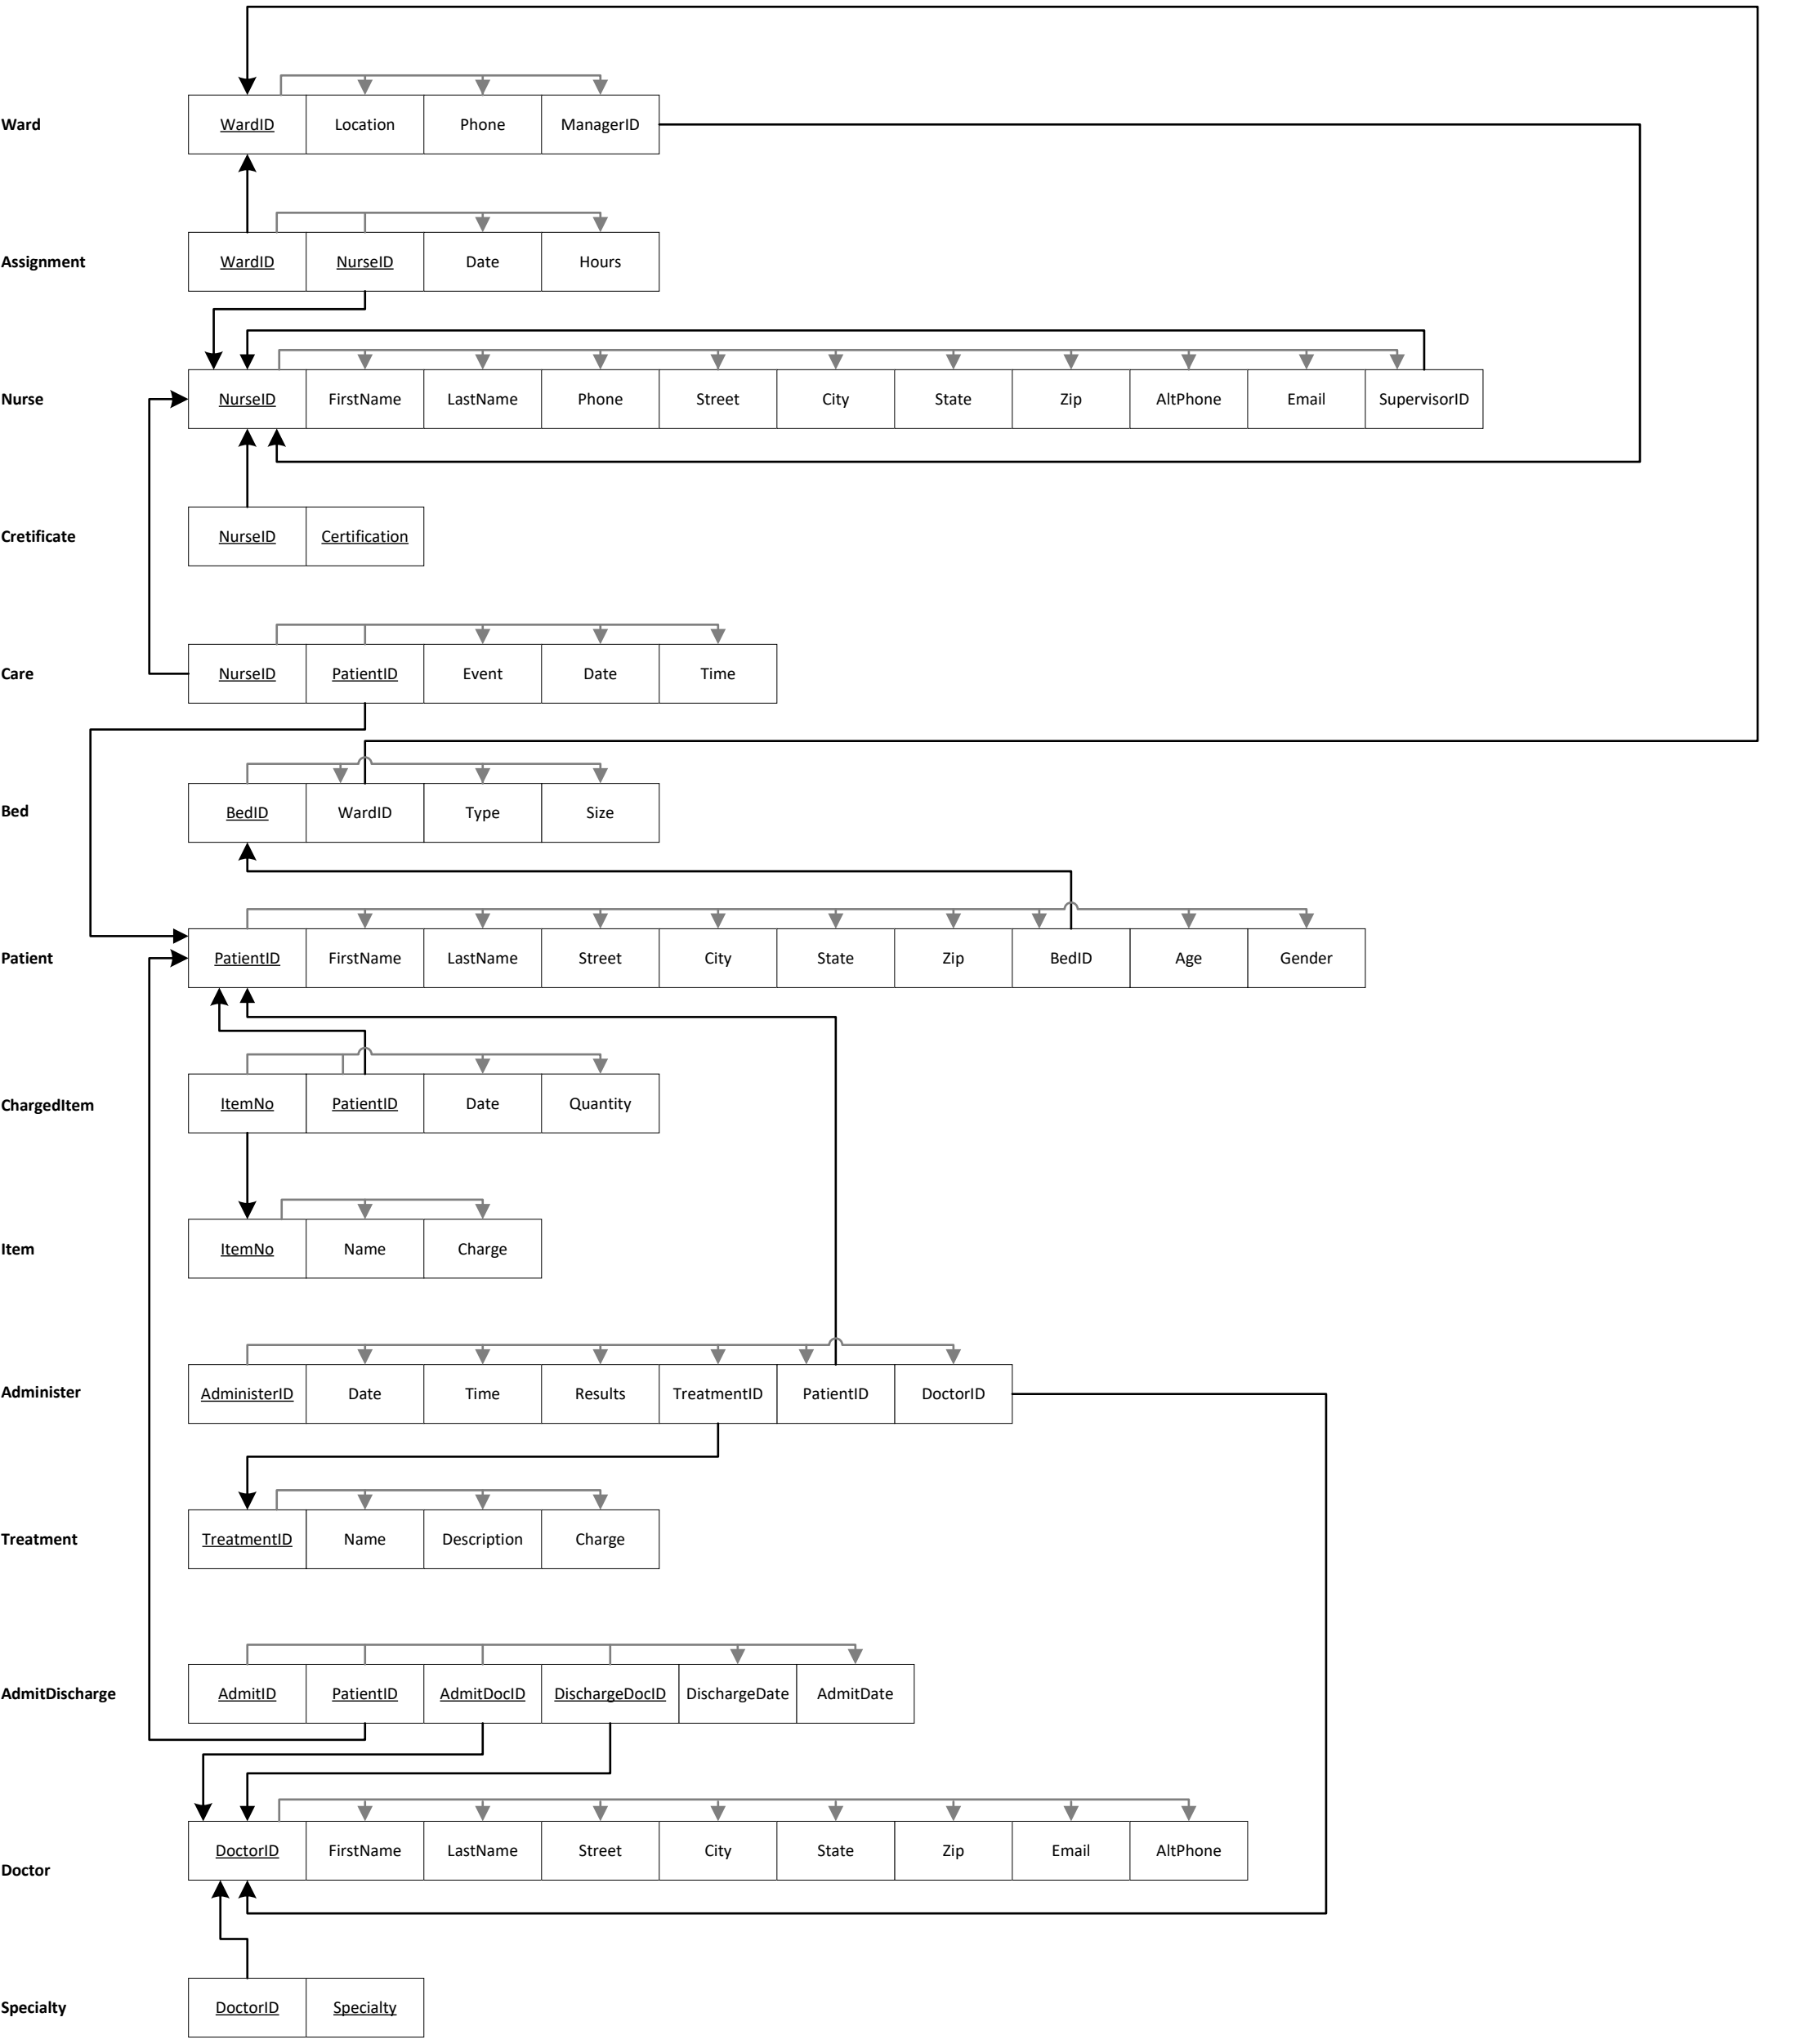 Ward WardID Location Phone ManagerID
Assignment WardID NurseID Date Hours
Nurse NurseID FirstName LastName Phone Street City State Zip AltPhone Email SupervisorID
Cretificate NurseID Certification
Care NurseID PatientID Event Date Time
Bed BedID WardID Type Size
Patient PatientID FirstName LastName Street City State Zip BedID Age Gender
ChargedItem ItemNo PatientID Date Quantity
Item ItemNo Name Charge
Administer AdministerID Date Time Results TreatmentID PatientID DoctorID
Treatment TreatmentID Name Description Charge
AdmitDischarge AdmitID PatientID AdmitDocID DischargeDocID DischargeDate AdmitDate
Doctor DoctorID FirstName LastName Street City State Zip Email AltPhone
Specialty DoctorID Specialty